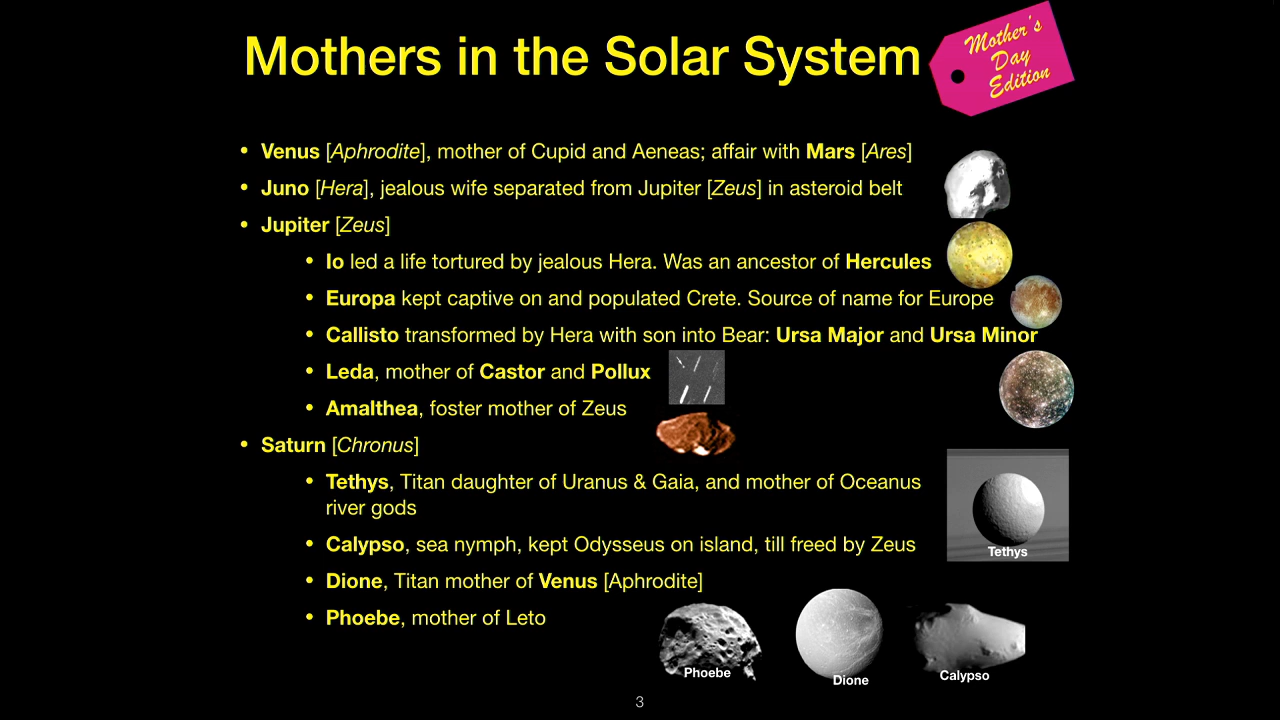 Mothers in the Solar System
Mother's
Day
Edition
• Venus [Aphrodite], mother of Cupid and Aeneas; affair with Mars [Ares]
• Juno [Hera], jealous wife separated from Jupiter [Zeus] in asteroid belt
• Jupiter [Zeus]
• Io led a life tortured by jealous Hera. Was an ancestor of Hercules
• Europa kept captive on and populated Crete. Source of name for Europe
• Callisto transformed by Hera with son into Bear: Ursa Major and Ursa Minor
• Leda, mother of Castor and Pollux
• Amalthea, foster mother of Zeus
• Saturn [Chronus]
• Tethys, Titan daughter of Uranus & Gaia, and mother of Oceanus
river gods
• Calypso, sea nymph, kept Odysseus on island, till freed by Zeus
Tethys
• Dione, Titan mother of Venus [Aphrodite]
• Phoebe, mother of Leto
Phoebe
Dione
Calypso
3